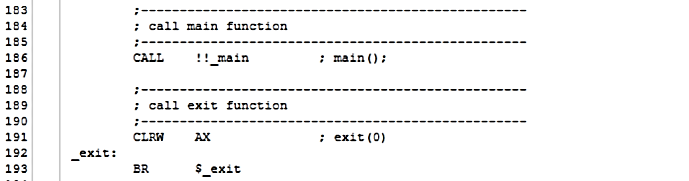 183 ;--------------------------------------------------
184 ; call main function
185 ;--------------------------------------------------
186 CALL !!_main ; main();
187
188 ;--------------------------------------------------
189 ; call exit function
190 ;--------------------------------------------------
191 CLRW AX ; exit(0)
192 _exit:
193 BR $_exit